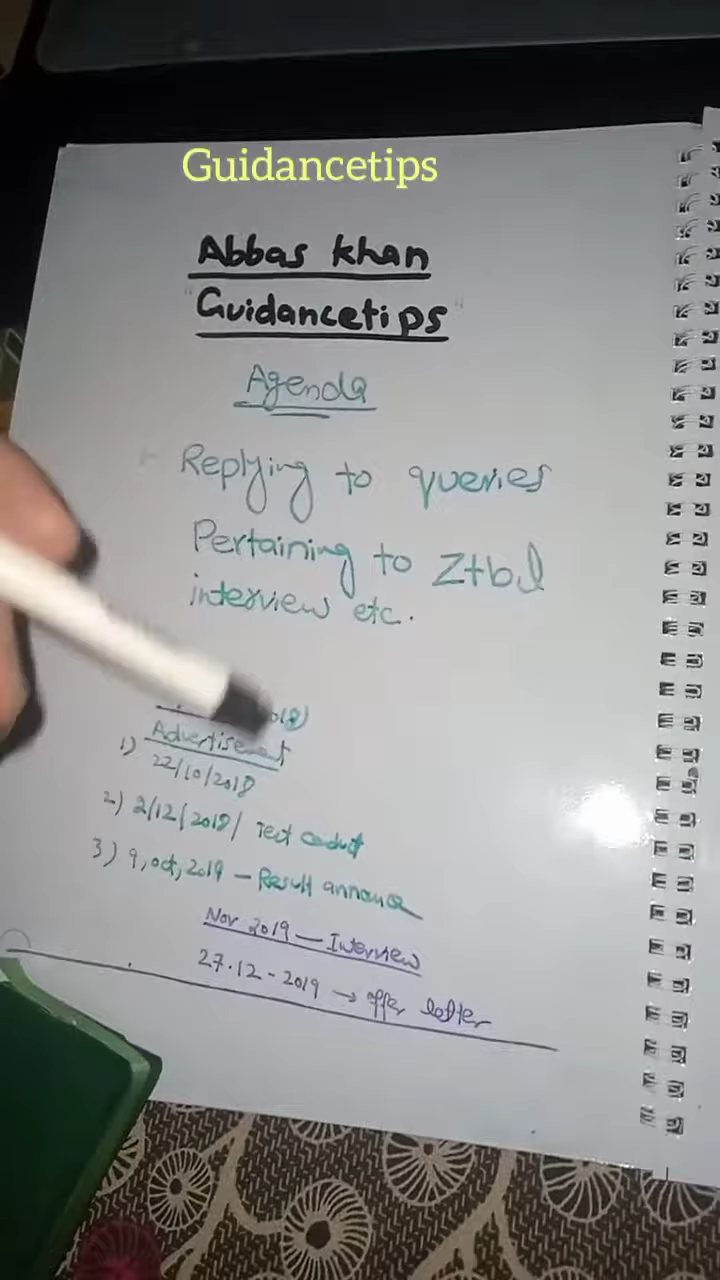 Guidancetips
Abbas Khan
"Guidancetips"
Agenda
Replying to queries
Pertaining to Ztbl
interview etc.
018)
Advertisement
1) 22/10/2018
2) 2/12/2018/ Test conduct
3) 9, oct, 2019 – Result announce
Nov 2019 — Interview
27.12-2019 → offer letter